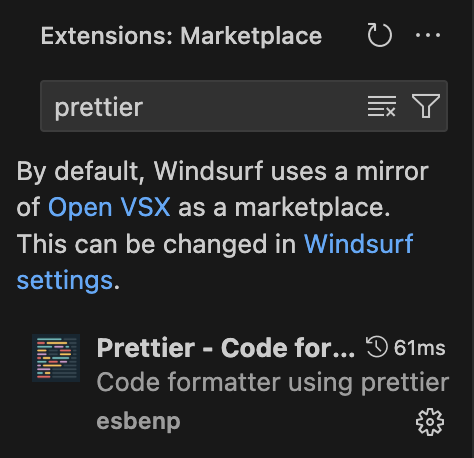 Extensions: Marketplace
prettier
By default, Windsurf uses a mirror
of Open VSX as a marketplace.
This can be changed in Windsurf
settings.
Prettier - Code for... 61ms
Code formatter using prettier
esbenp